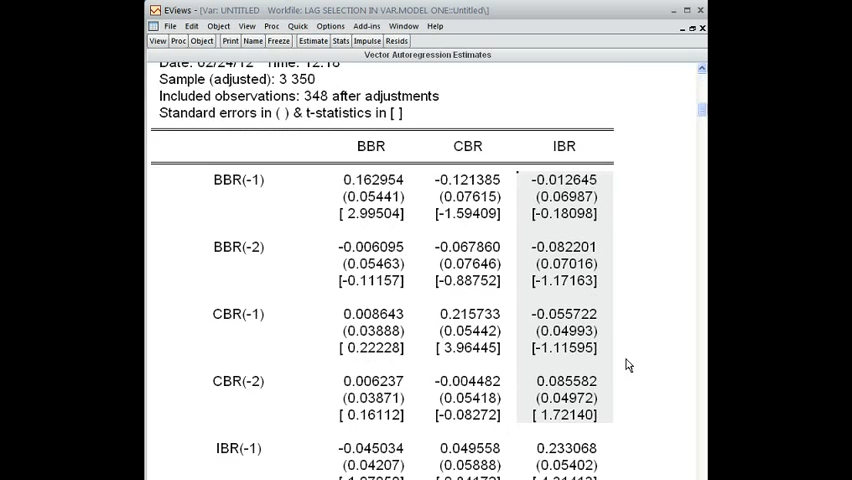 EViews - [Var: UNTITLED   Workfile: LAG SELECTION IN VAR.MODEL ONE::Untitled\]
File Edit Object View Proc Quick Options Add-ins Window Help
View Proc Object Print Name Freeze Estimate Stats Impulse Resids
Vector Autoregression Estimates
Date: 02/24/12   Time: 12:18
Sample (adjusted): 3 350
Included observations: 348 after adjustments
Standard errors in ( ) & t-statistics in [ ]
BBR CBR IBR
BBR(-1) 0.162954 -0.121385 -0.012645
(0.05441) (0.07615) (0.06987)
[ 2.99504] [-1.59409] [-0.18098]
BBR(-2) -0.006095 -0.067860 -0.082201
(0.05463) (0.07646) (0.07016)
[-0.11157] [-0.88752] [-1.17163]
CBR(-1) 0.008643 0.215733 -0.055722
(0.03888) (0.05442) (0.04993)
[ 0.22228] [ 3.96445] [-1.11595]
CBR(-2) 0.006237 -0.004482 0.085582
(0.03871) (0.05418) (0.04972)
[ 0.16112] [-0.08272] [ 1.72140]
IBR(-1) -0.045034 0.049558 0.233068
(0.04207) (0.05888) (0.05402)